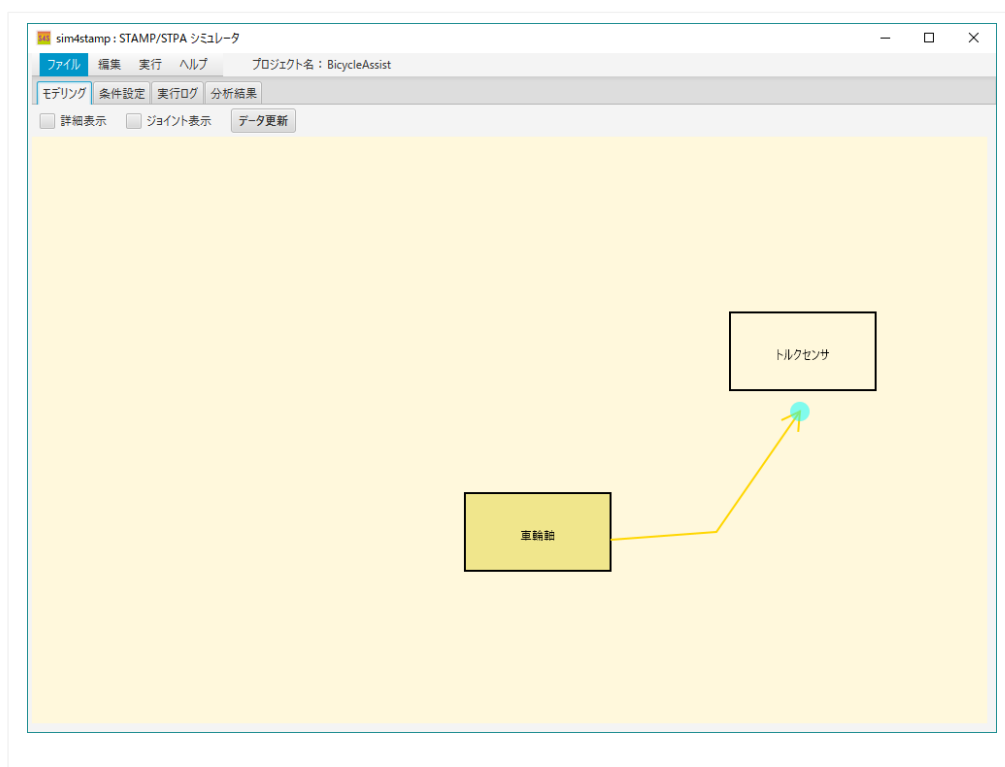 SAS sim4stamp : STAMP/STPA シミュレータ
ファイル 編集 実行 ヘルプ プロジェクト名：BicycleAssist
モデリング 条件設定 実行ログ 分析結果
詳細表示 ジョイント表示 データ更新
トルクセンサ
車輪軸